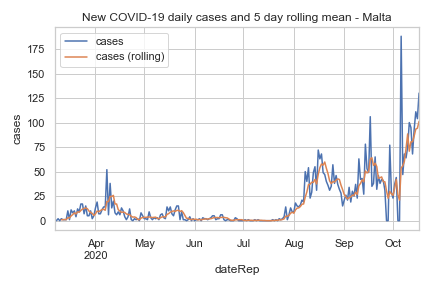 New COVID-19 daily cases and 5 day rolling mean - Malta
cases
cases (rolling)
175
150
125
100
75
50
25
0
cases
Apr
2020
May
Jun
Jul
Aug
Sep
Oct
dateRep